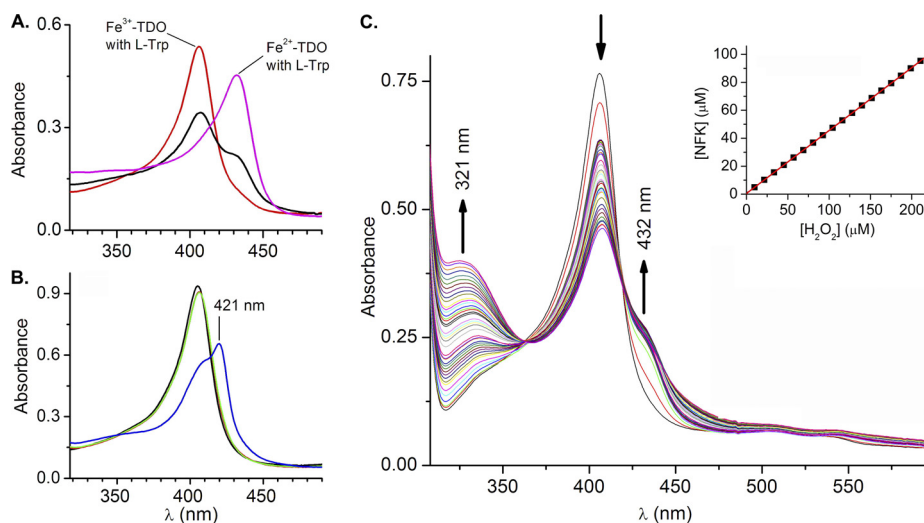 A.
Fe³⁺-TDO
with L-Trp
Fe²⁺-TDO
with L-Trp
Absorbance
0.6
0.3
0.0
350
400
450
B.
421 nm
Absorbance
0.9
0.6
0.3
0.0
350
400
450
λ (nm)
C.
Absorbance
0.75
0.50
0.25
0.00
321 nm
432 nm
350
400
450
500
550
λ (nm)
[NFK] (μM)
100
80
60
40
20
0
0
50
100
150
200
[H₂O₂] (μM)